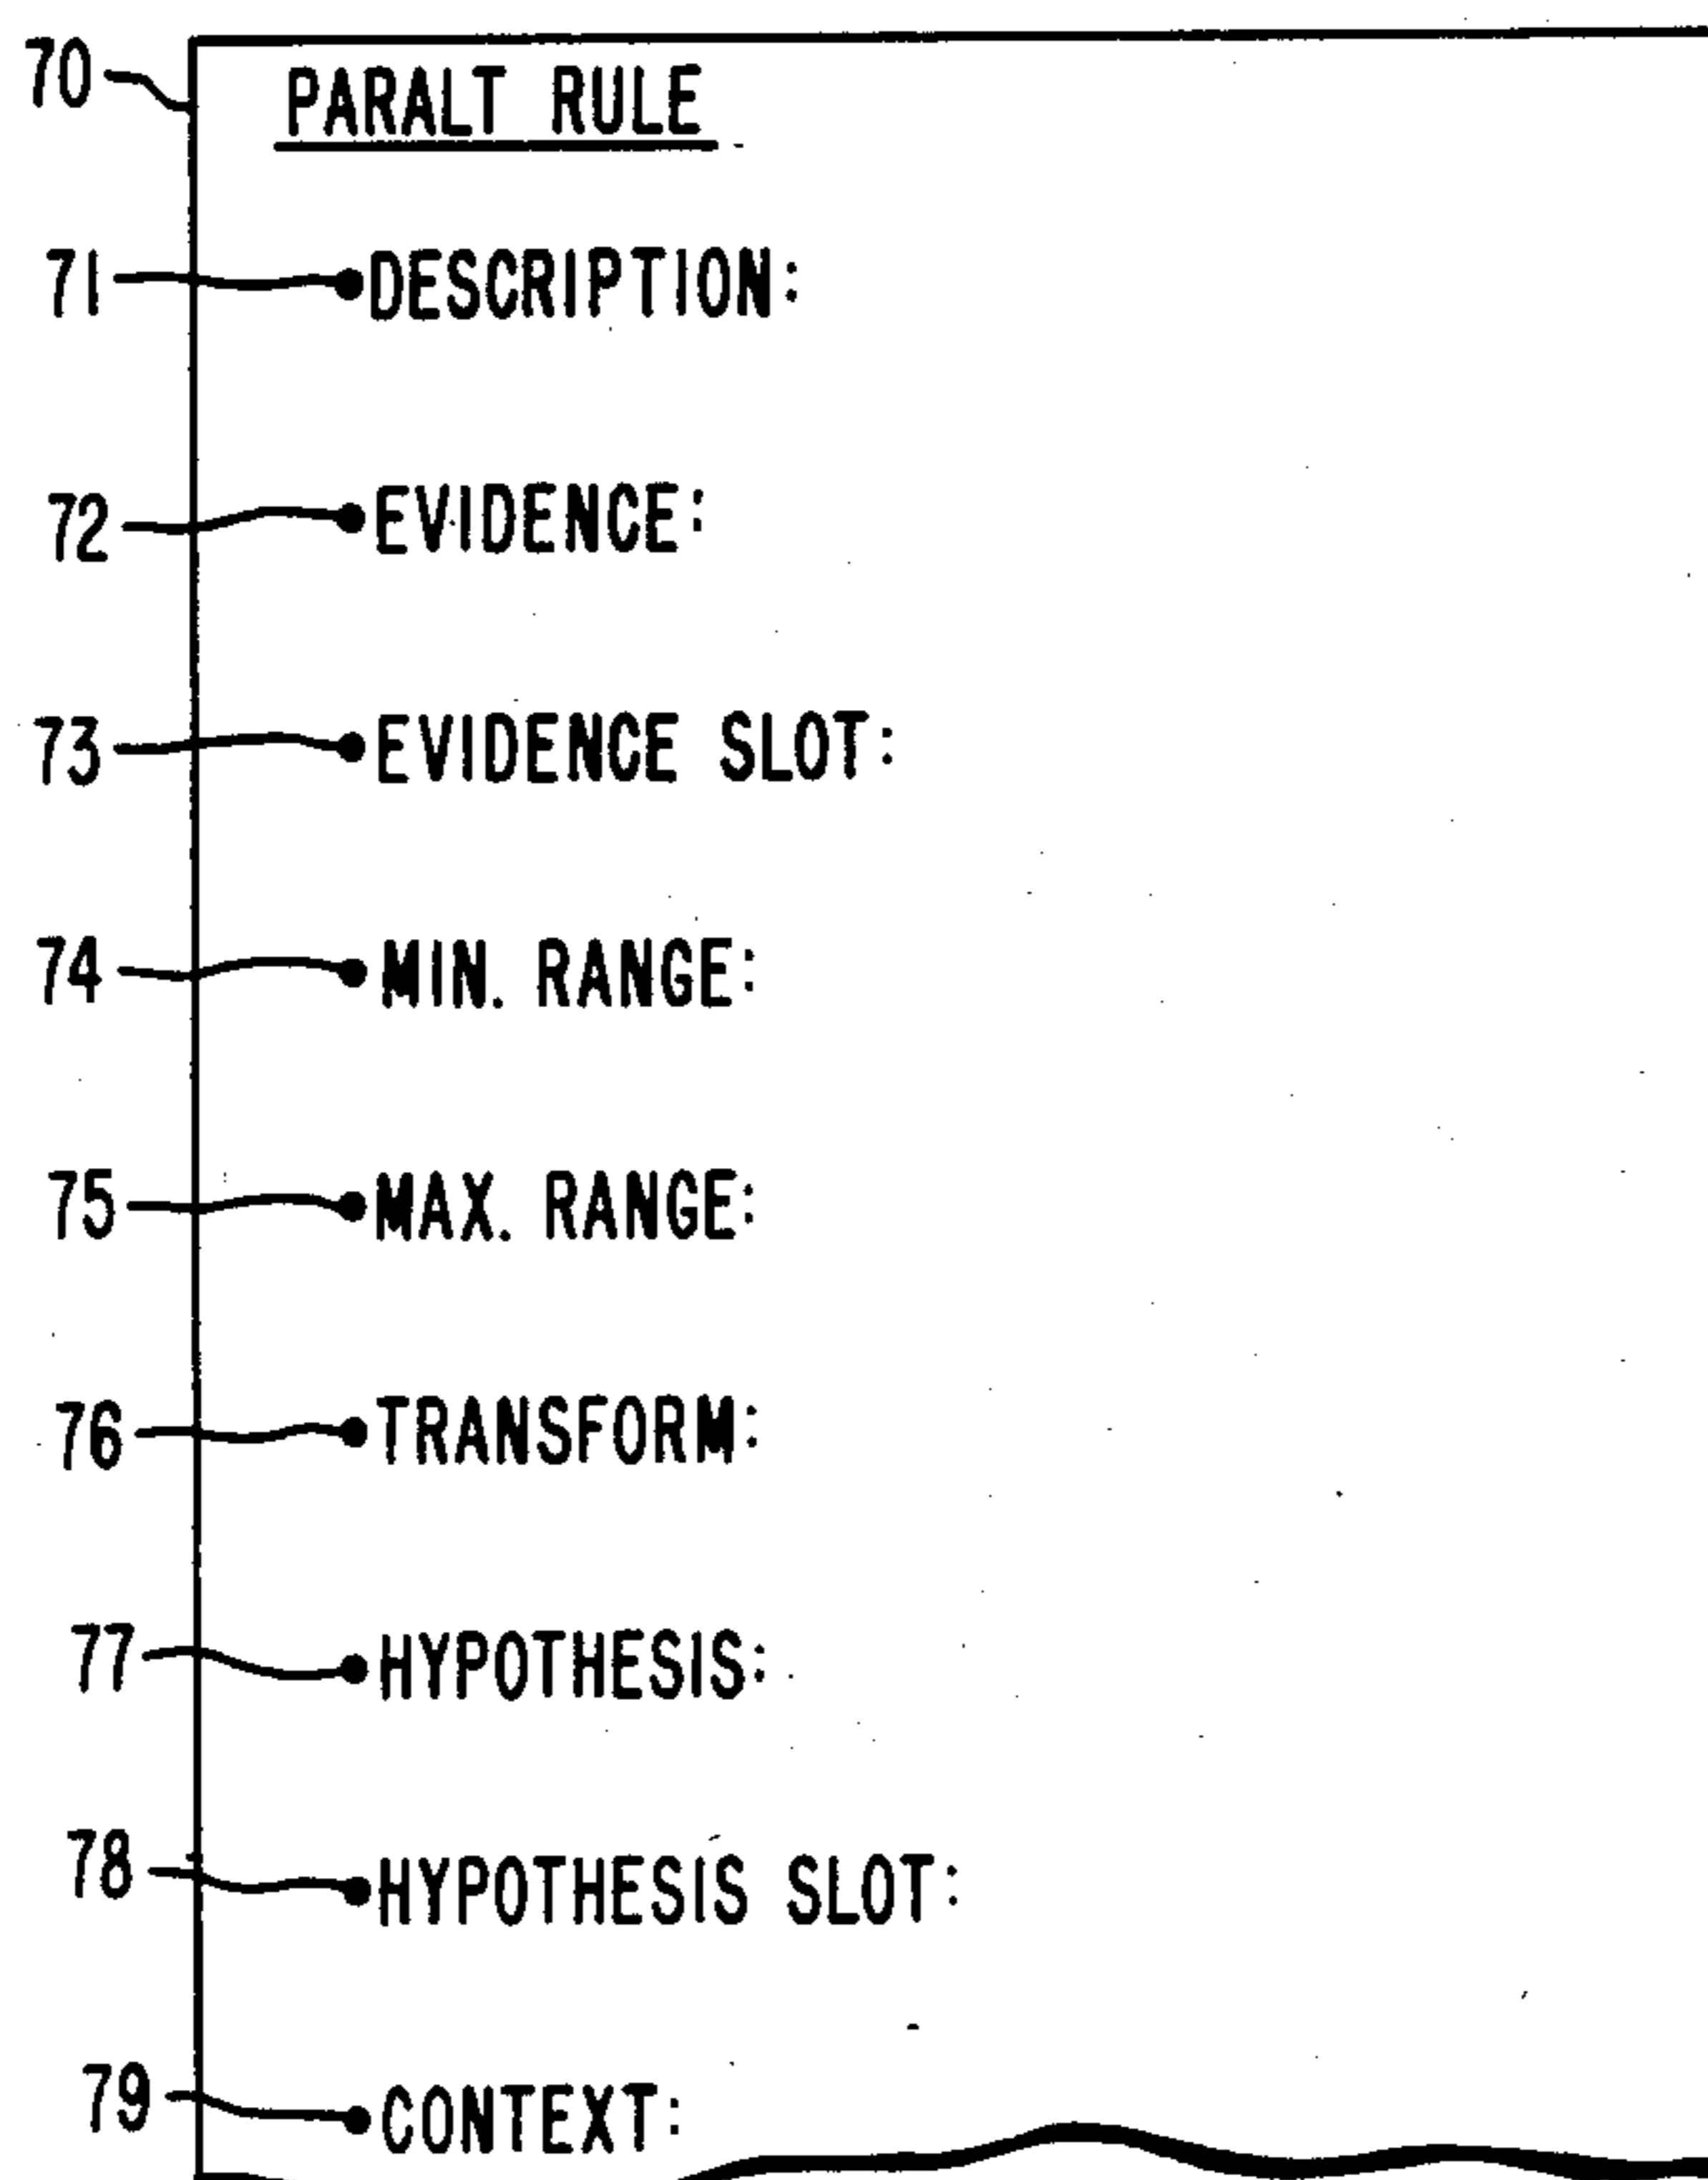 70 PARALT RULE
71 DESCRIPTION:
72 EVIDENCE:
73 EVIDENCE SLOT:
74 MIN. RANGE:
75 MAX. RANGE:
76 TRANSFORM:
77 HYPOTHESIS:
78 HYPOTHESIS SLOT:
79 CONTEXT: